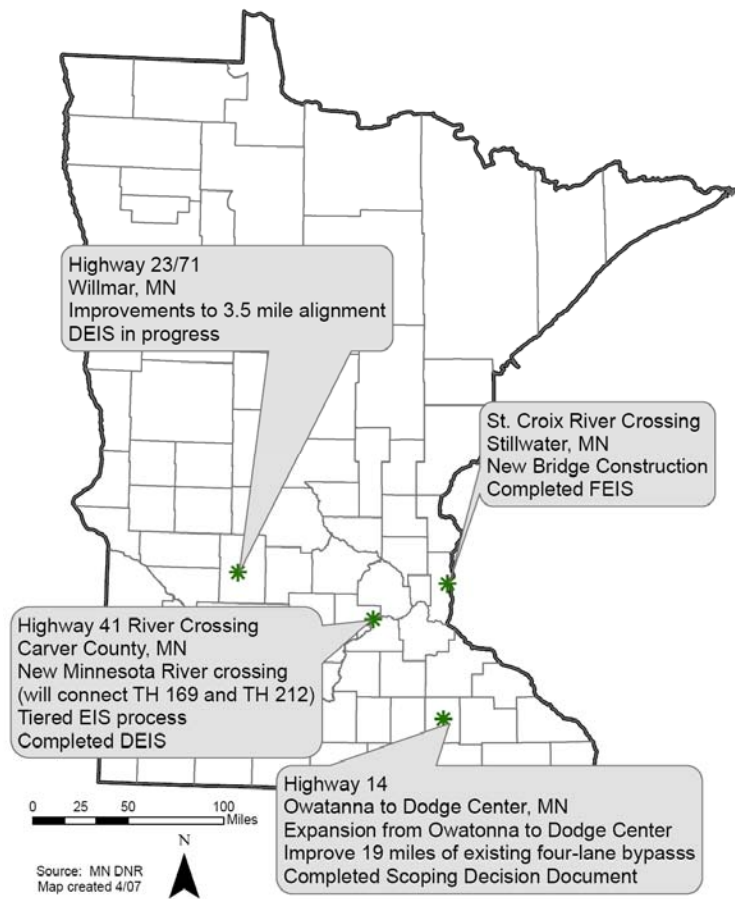 Highway 23/71
Willmar, MN
Improvements to 3.5 mile alignment
DEIS in progress
St. Croix River Crossing
Stillwater, MN
New Bridge Construction
Completed FEIS
Highway 41 River Crossing
Carver County, MN
New Minnesota River crossing
(will connect TH 169 and TH 212)
Tiered EIS process
Completed DEIS
Highway 14
Owatanna to Dodge Center, MN
Expansion from Owatonna to Dodge Center
Improve 19 miles of existing four-lane bypasss
Completed Scoping Decision Document
0 25 50 100
Miles
N
Source: MN DNR
Map created 4/07